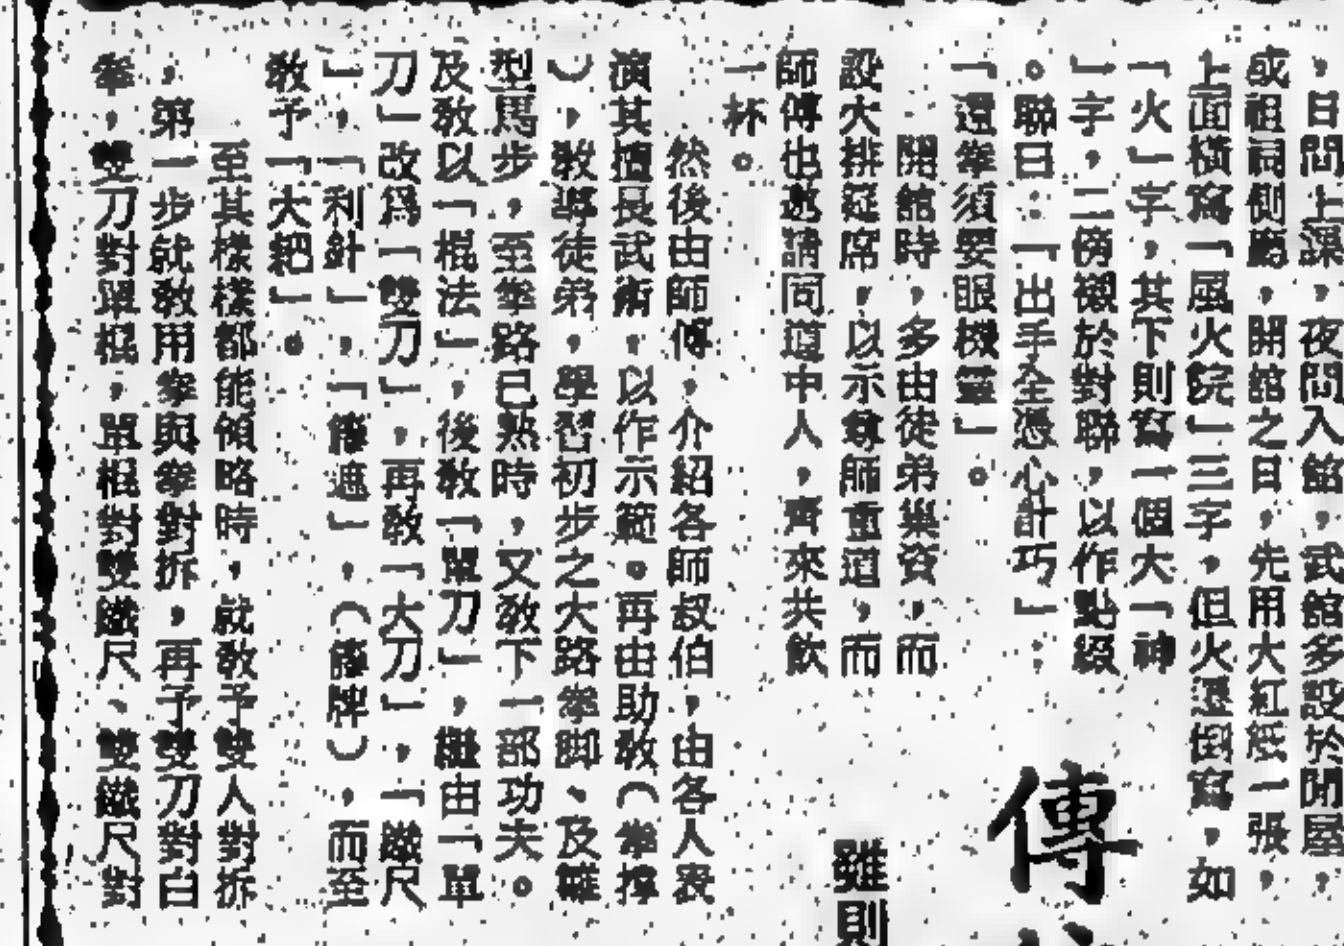 ，日間上課，夜間入館，武館多設於閒屋，
或祖祠側廳，開館之日，先用大紅紙一張，
上面橫寫「風火院」三字，但火憑倒寫，如
「火」字，其下則寫一個大「神
」字，二傍襯於對聯，以作點綴
。聯曰：「出手全憑心計巧」：
「還拳須要眼機靈」。
開館時，多由徒弟集資，而
設大排筵席，以示尊師重道，而
師傅也邀請同道中人，齊來共飲
一杯。
然後由師傅，介紹各師叔伯，由各人表
演其擅長武術，以作示範。再由助教（拳撑
），敎導徒弟，學習初步之大路拳脚、及
型馬步，至拳路已熟時，又敎下一部功夫。
及敎以「棍法」，後敎「單刀」，繼由「單
刀」改爲「雙刀」，再敎「大刀」，「鐵尺
」，「利針」，「籐遮」，（籐牌），而至
敎予「大耙」。
至其樣樣都能領略時，就敎予雙人對拆
，第一步就敎用拳與拳對拆，再予雙刀對白
拳，雙刀對單棍，單棍對雙鐵尺、雙鐵尺對
傳
雖則